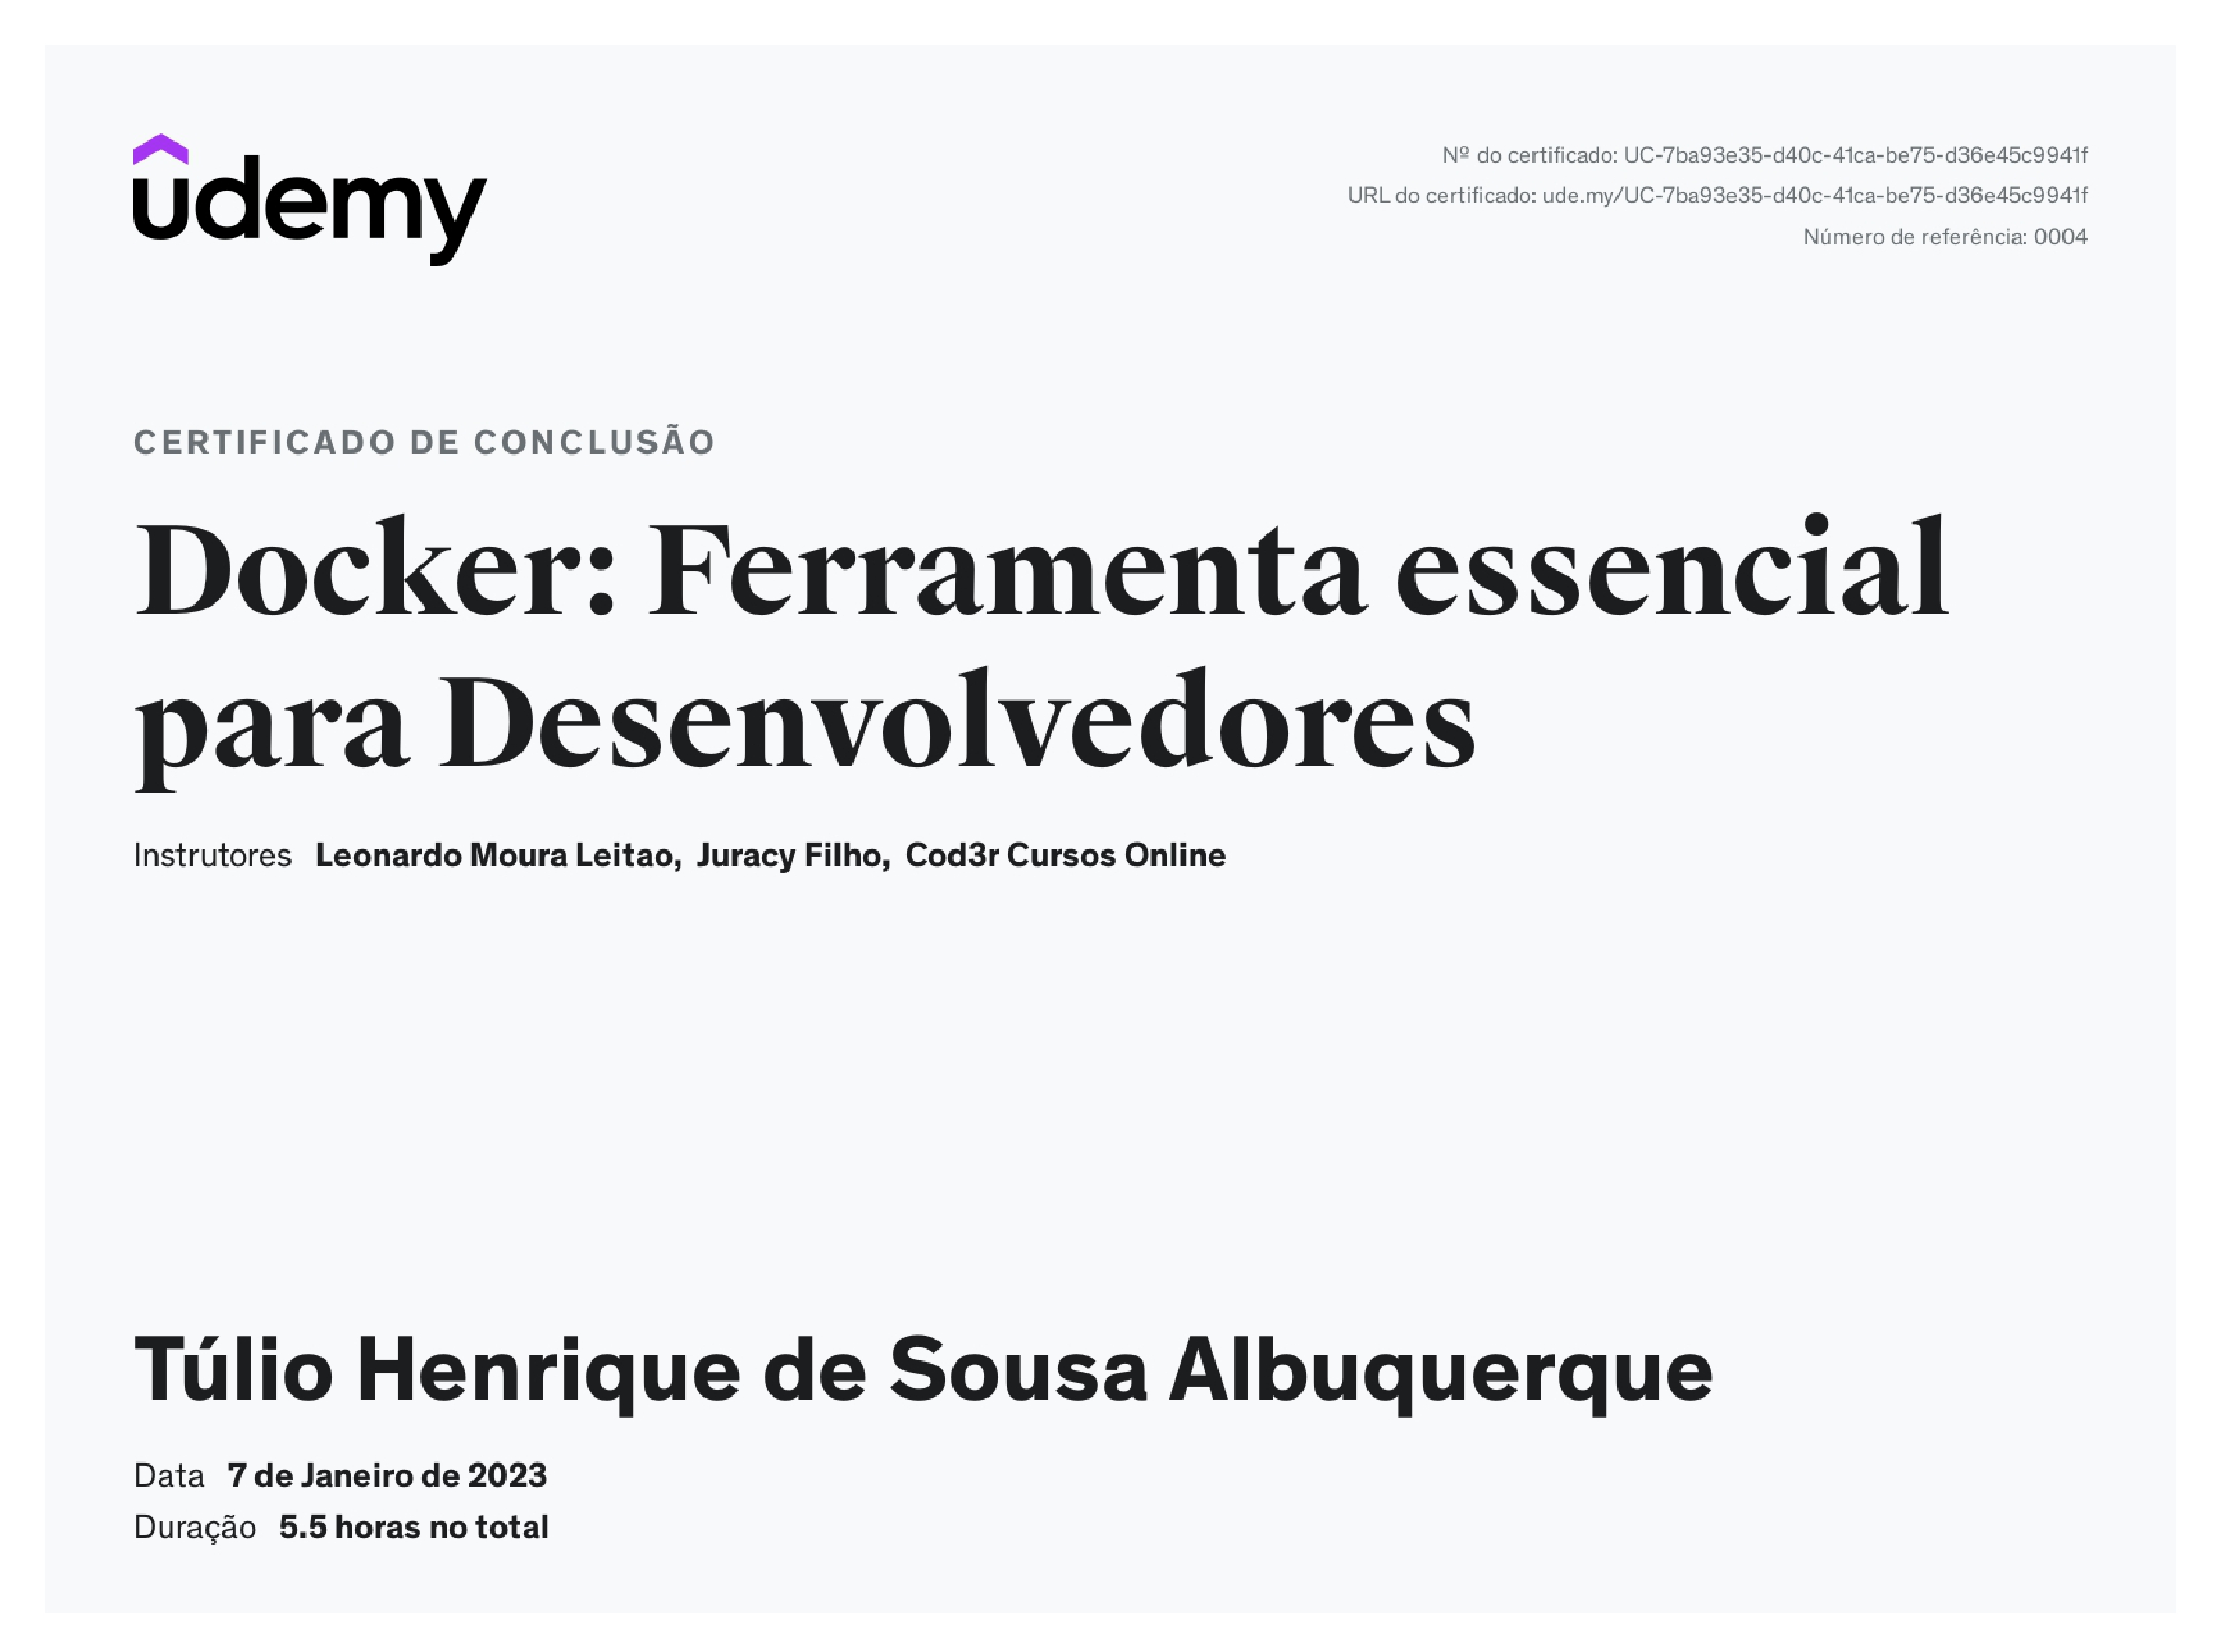 udemy
Nº do certificado: UC-7ba93e35-d40c-41ca-be75-d36e45c9941f
URL do certificado: ude.my/UC-7ba93e35-d40c-41ca-be75-d36e45c9941f
Número de referência: 0004
CERTIFICADO DE CONCLUSÃO
Docker: Ferramenta essencial
para Desenvolvedores
Instrutores Leonardo Moura Leitao, Juracy Filho, Cod3r Cursos Online
Túlio Henrique de Sousa Albuquerque
Data 7 de Janeiro de 2023
Duração 5.5 horas no total